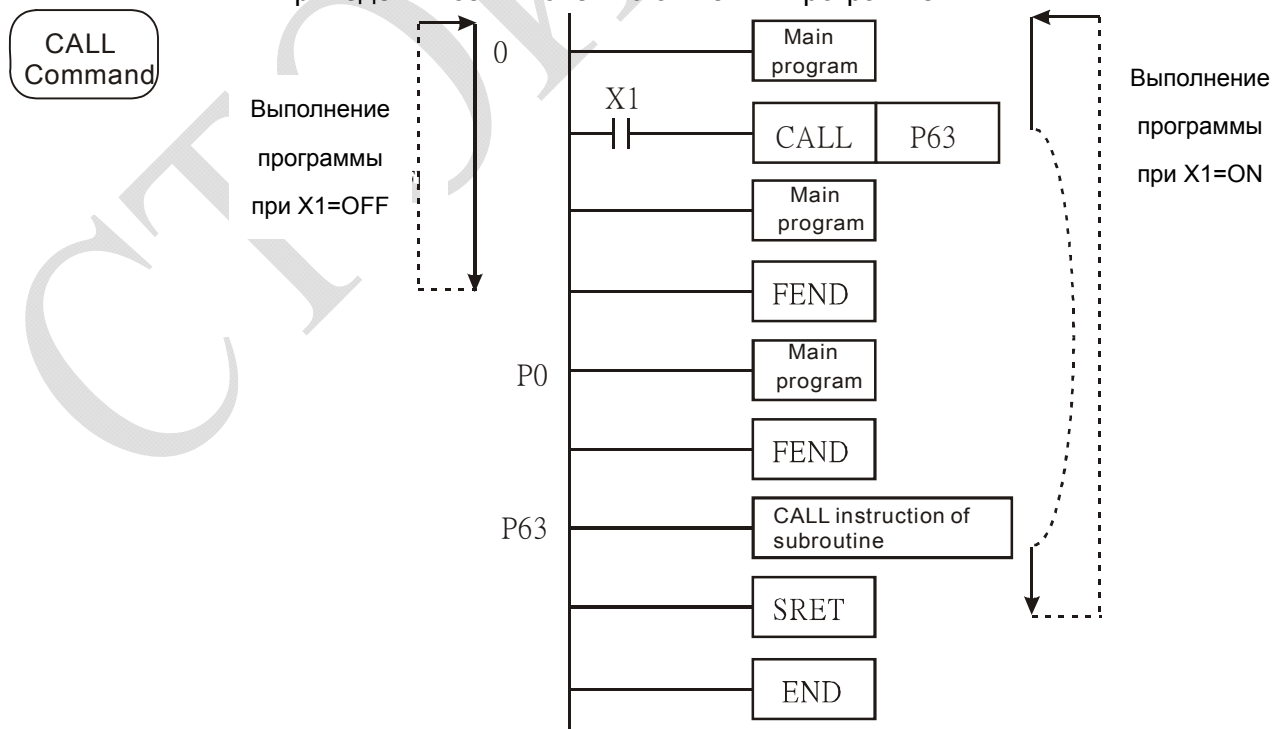 CALL
Command
Выполнение
программы
при X1=OFF
0
Main
program
X1
CALL P63
Main
program
FEND
P0
Main
program
FEND
P63
CALL instruction of
subroutine
SRET
END
Выполнение
программы
при X1=ON